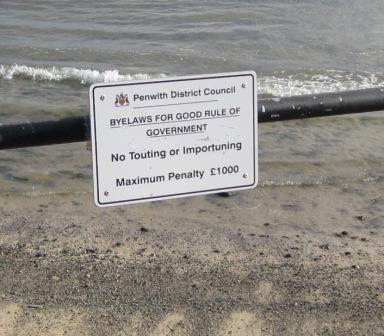 Penwith District Council
BYELAWS FOR GOOD RULE OF
GOVERNMENT
No Touting or Importuning
Maximum Penalty £1000